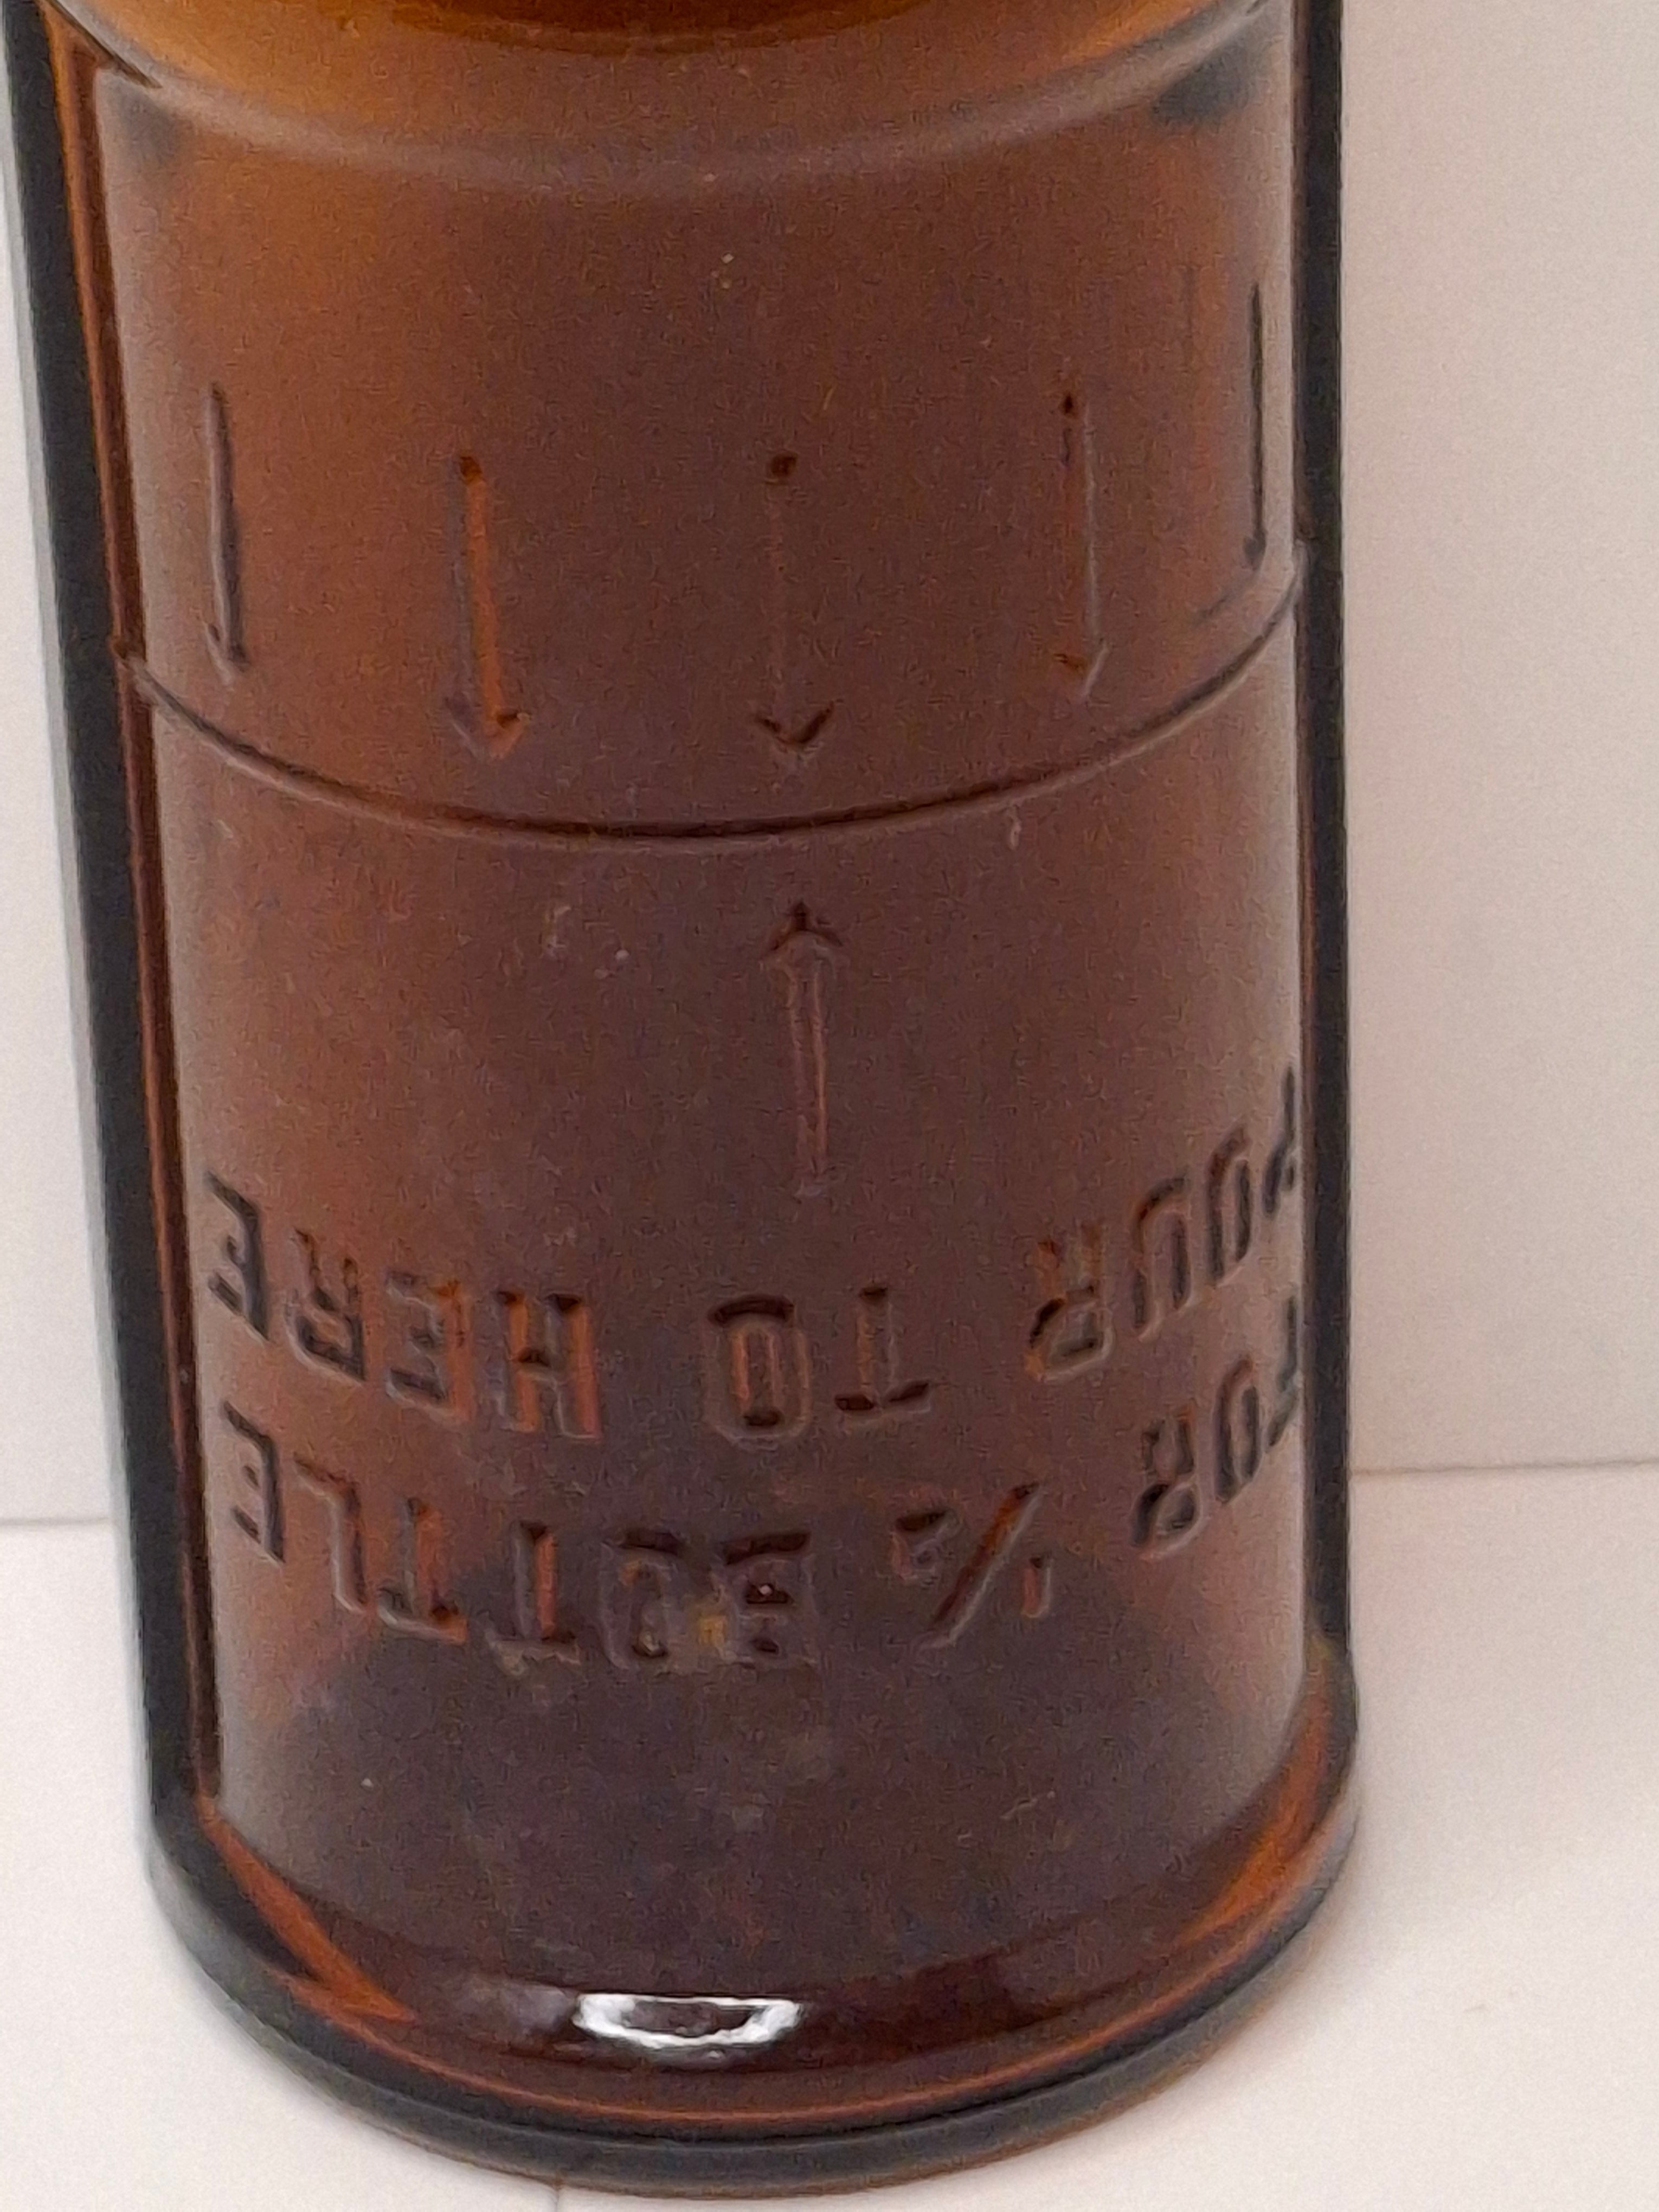 FOR ½ BOTTLE
POUR TO HERE